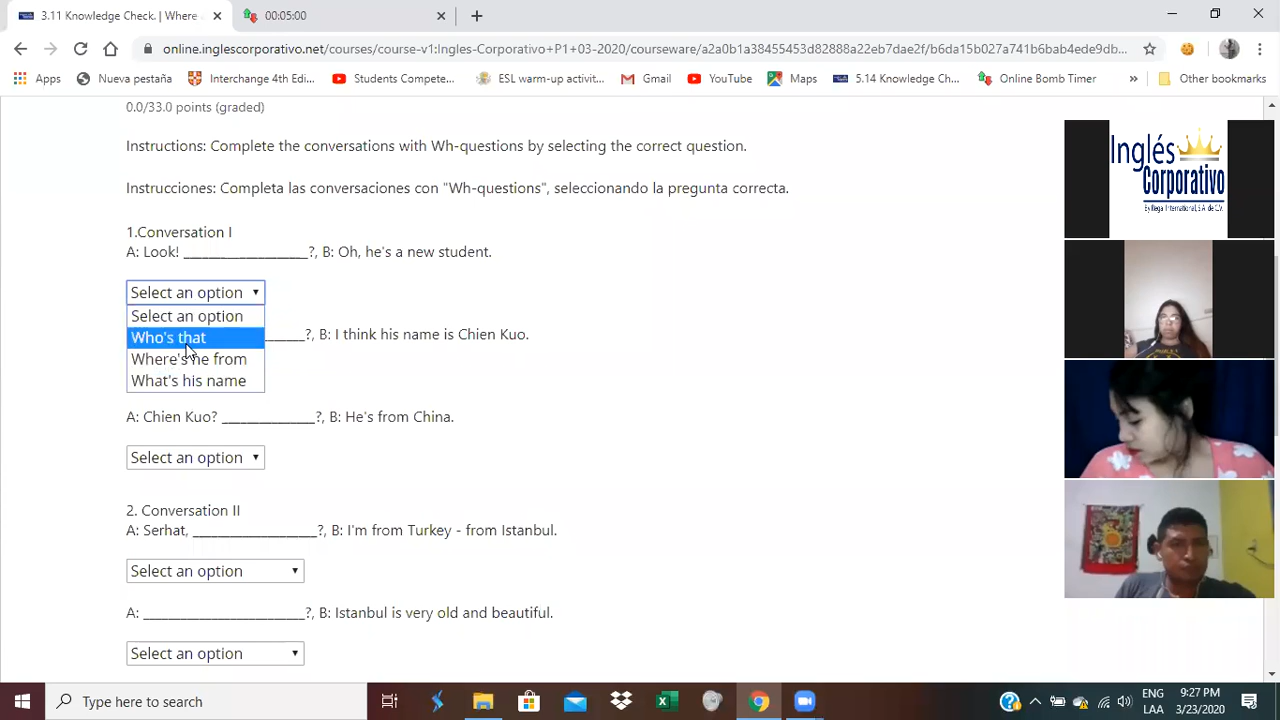 3.11 Knowledge Check. | Where
00:05:00
online.inglescorporativo.net/courses/course-v1:Ingles-Corporativo+P1+03-2020/courseware/a2a0b1a38455453d82888a22eb7dae2f/b6da15b027a741b6bab4ede9db...
Apps
Nueva pestaña
Interchange 4th Edi...
Students Compete...
ESL warm-up activit...
Gmail
YouTube
Maps
5.14 Knowledge Ch...
Online Bomb Timer
Other bookmarks
0.0/33.0 points (graded)
Instructions: Complete the conversations with Wh-questions by selecting the correct question.
Instrucciones: Completa las conversaciones con "Wh-questions", seleccionando la pregunta correcta.
1.Conversation I
A: Look! __________________?, B: Oh, he's a new student.
Select an option
Select an option
Who's that
Where's he from
What's his name
______?, B: I think his name is Chien Kuo.
A: Chien Kuo? ______________?, B: He's from China.
Select an option
2. Conversation II
A: Serhat, __________________?, B: I'm from Turkey - from Istanbul.
Select an option
A: ________________________?, B: Istanbul is very old and beautiful.
Select an option
Inglés
Corporativo
Type here to search
ENG
LAA
9:27 PM
3/23/2020